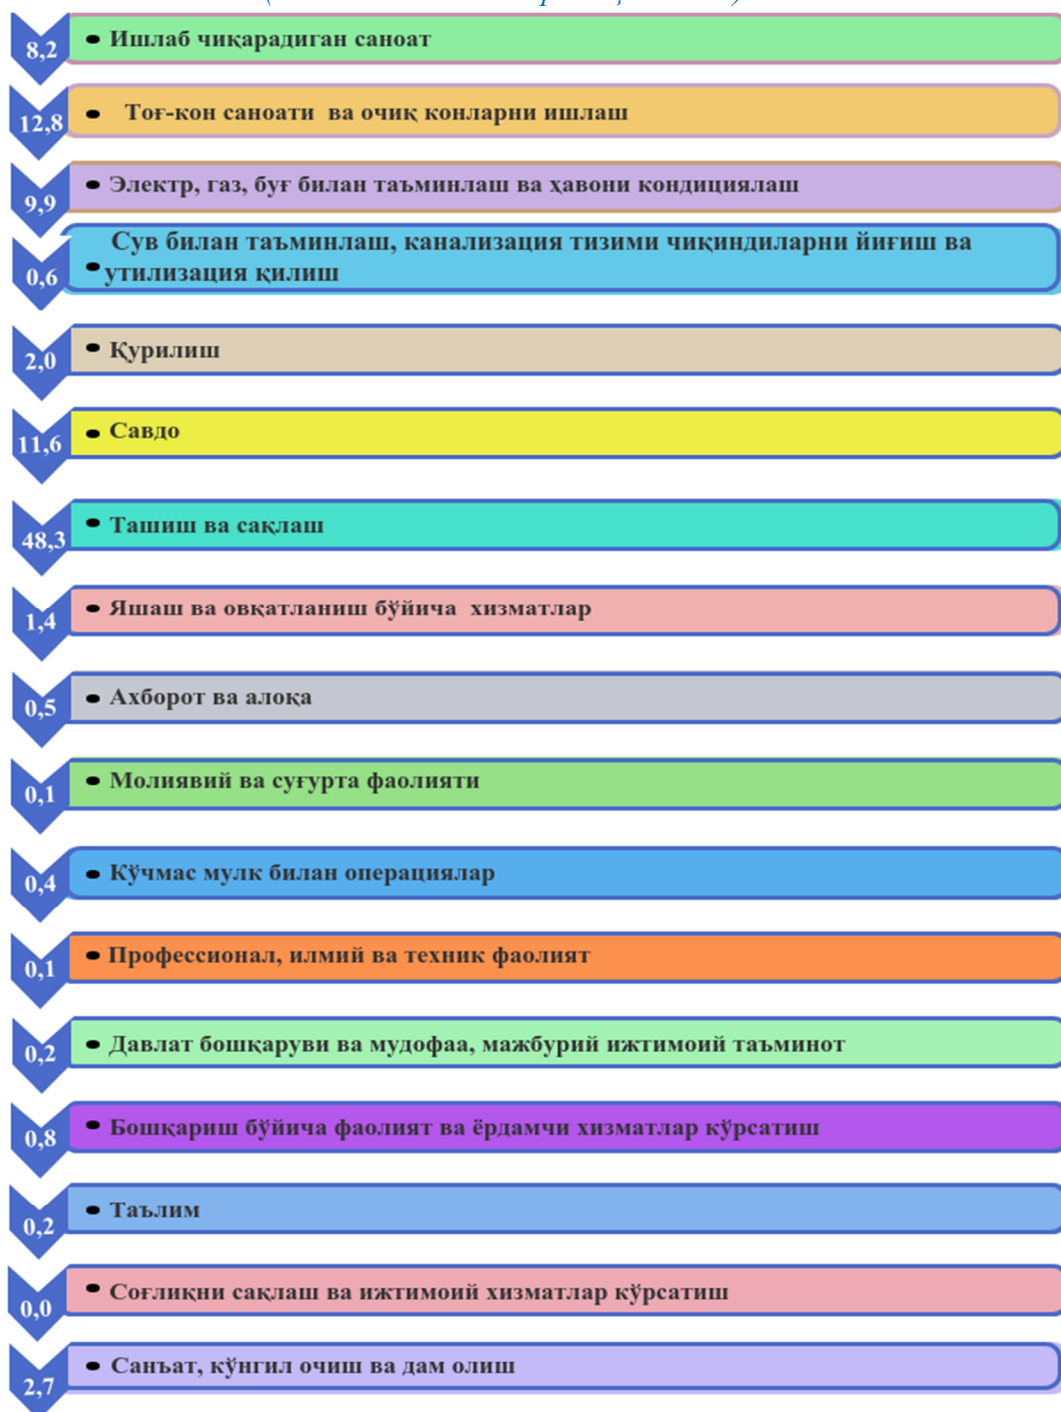 8,2
• Ишлаб чиқарадиган саноат
12,8
• Тоғ-кон саноати ва очиқ конларни ишлаш
9,9
• Электр, газ, буғ билан таъминлаш ва ҳавони кондициялаш
0,6
• Сув билан таъминлаш, канализация тизими чиқиндиларни йиғиш ва
утилизация қилиш
2,0
• Қурилиш
11,6
• Савдо
48,3
• Ташиш ва сақлаш
1,4
• Яшаш ва овқатланиш бўйича хизматлар
0,5
• Ахборот ва алоқа
0,1
• Молиявий ва суғурта фаолияти
0,4
• Кўчмас мулк билан операциялар
0,1
• Профессионал, илмий ва техник фаолият
0,2
• Давлат бошқаруви ва мудофаа, мажбурий ижтимоий таъминот
0,8
• Бошқариш бўйича фаолият ва ёрдамчи хизматлар кўрсатиш
0,2
• Таълим
0,0
• Соғлиқни сақлаш ва ижтимоий хизматлар кўрсатиш
2,7
• Санъат, кўнгил очиш ва дам олиш